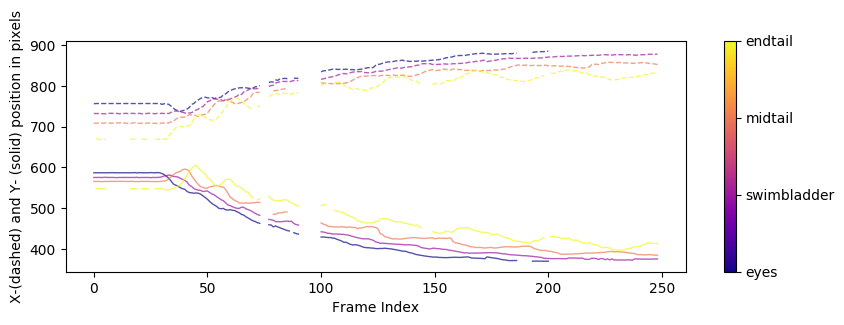 X-(dashed) and Y- (solid) position in pixels
900
800
700
600
500
400
0 50 100 150 200 250
Frame Index
endtail
midtail
swimbladder
eyes